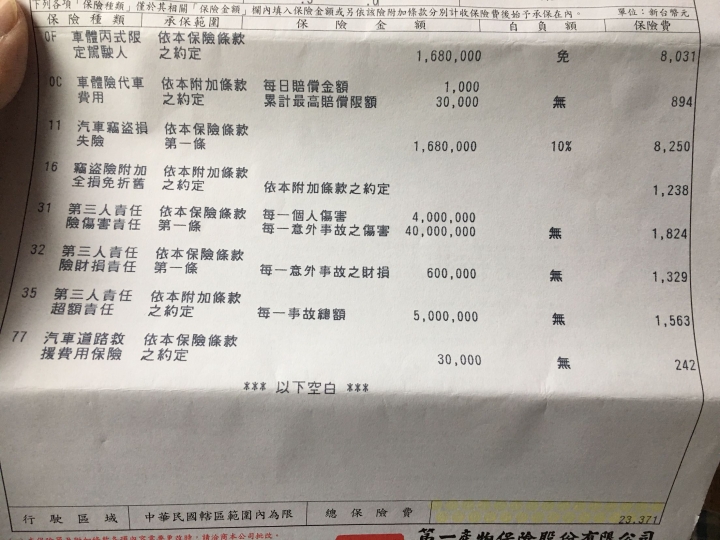 下列各項「保險種類」僅於其相關「保險金額」欄內填入保險金額或另依該險附加條款分別計收保險費後始予承保在內。 單位：新台幣元
保險種類 承保範圍 保險金額 自負額 保險費
0F 車體丙式限 依本保險條款
定駕駛人 之約定 1,680,000 免 8,031
0C 車體險代車 依本附加條款 每日賠償金額 1,000
費用 之約定 累計最高賠償限額 30,000 無 894
11 汽車竊盜損 依本保險條款
失險 第一條 1,680,000 10% 8,250
16 竊盜險附加 依本附加條款
全損免折舊 之約定 依本附加條款之約定 1,238
31 第三人責任 依本保險條款 每一個人傷害 4,000,000
險傷害責任 第一條 每一意外事故之傷害 40,000,000 無 1,824
32 第三人責任 依本保險條款
險財損責任 第一條 每一意外事故之財損 600,000 無 1,329
35 第三人責任 依本附加條款
超額責任 之約定 每一事故總額 5,000,000 無 1,563
77 汽車道路救 依本保險條款
援費用保險 之約定 30,000 無 242
*** 以下空白 ***
行駛區域 中華民國轄區範圍內為限 總保險費 23,371
第一產物保險股份有限公司